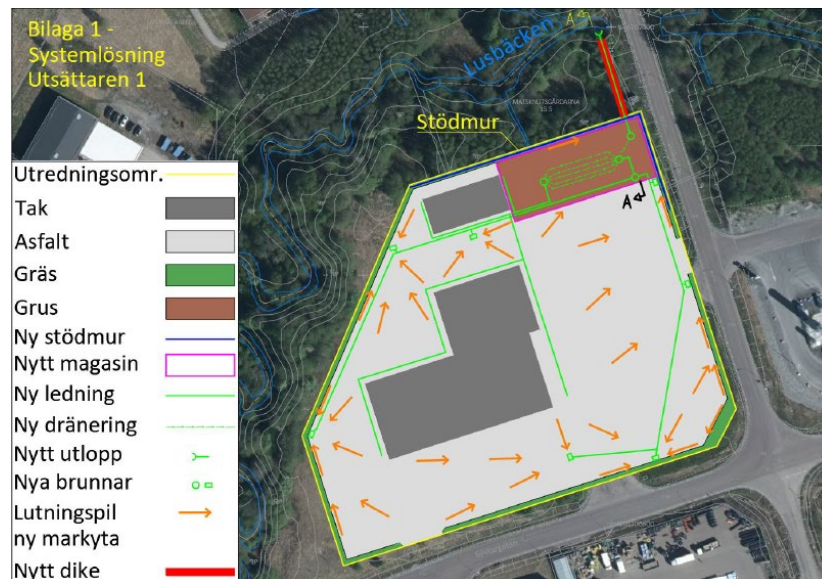 Bilaga 1 -
Systemlösning
Utsättaren 1
Lusbäcken
A
MATSKNUTSGÅRDARNA
Stödmur
A
Utredningsomr.
Tak
Asfalt
Gräs
Grus
Ny stödmur
Nytt magasin
Ny ledning
Ny dränering
Nytt utlopp
Nya brunnar
Lutningspil
ny markyta
Nytt dike